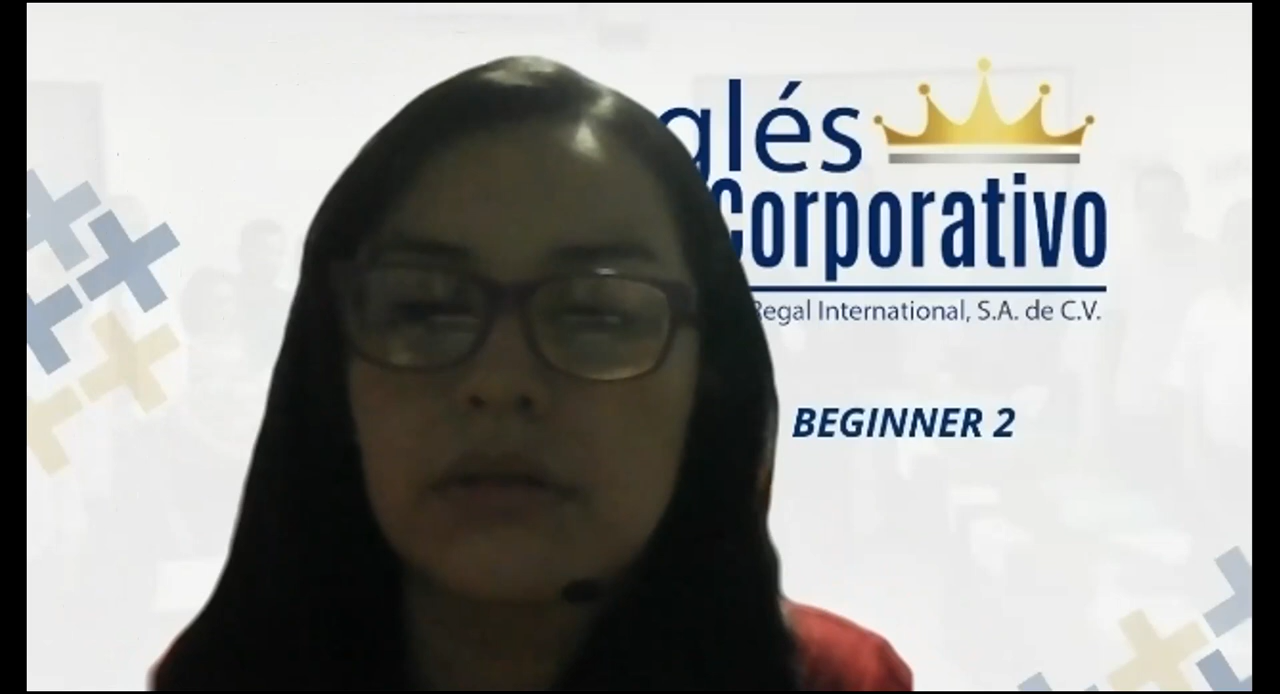 glés
Corporativo
Regal International, S.A. de C.V.
BEGINNER 2